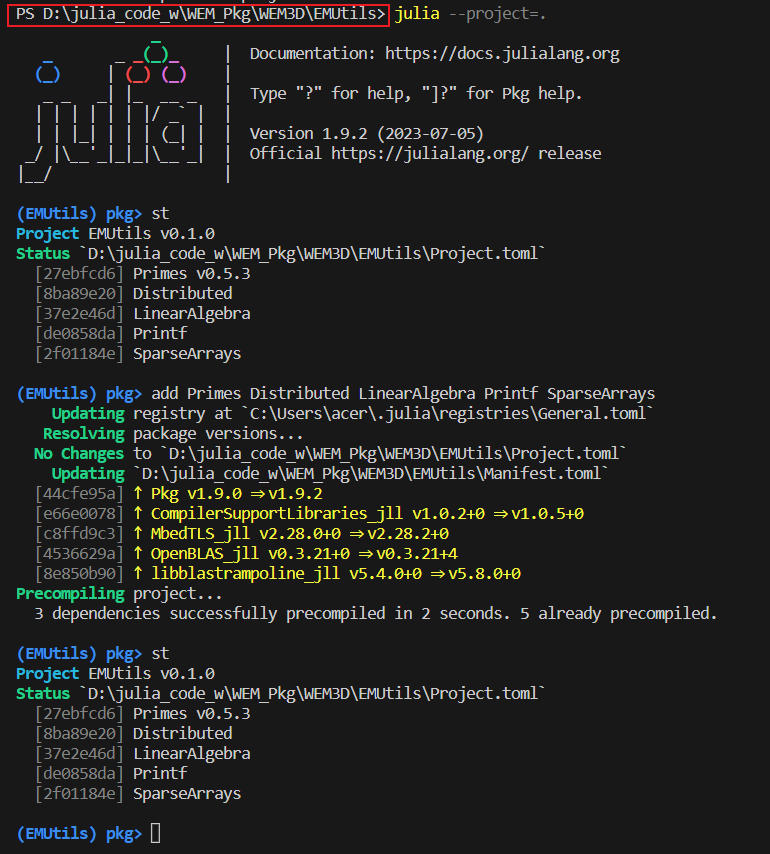 PS D:\julia_code_w\WEM_Pkg\WEM3D\EMUtils> julia --project=.
               _
   _       _ _(_)_     |  Documentation: https://docs.julialang.org
  (_)     | (_) (_)    |
   _ _   _| |_  __ _   |  Type "?" for help, "]?" for Pkg help.
  | | | | | | |/ _` |  |
  | | |_| | | | (_| |  |  Version 1.9.2 (2023-07-05)
 _/ |\__'_|_|_|\__'_|  |  Official https://julialang.org/ release
|__/                   |
(EMUtils) pkg> st
Project EMUtils v0.1.0
Status `D:\julia_code_w\WEM_Pkg\WEM3D\EMUtils\Project.toml`
  [27ebfcd6] Primes v0.5.3
  [8ba89e20] Distributed
  [37e2e46d] LinearAlgebra
  [de0858da] Printf
  [2f01184e] SparseArrays
(EMUtils) pkg> add Primes Distributed LinearAlgebra Printf SparseArrays
    Updating registry at `C:\Users\acer\.julia\registries\General.toml`
   Resolving package versions...
  No Changes to `D:\julia_code_w\WEM_Pkg\WEM3D\EMUtils\Project.toml`
    Updating `D:\julia_code_w\WEM_Pkg\WEM3D\EMUtils\Manifest.toml`
  [44cfe95a] ↑ Pkg v1.9.0 ⇒ v1.9.2
  [e66e0078] ↑ CompilerSupportLibraries_jll v1.0.2+0 ⇒ v1.0.5+0
  [c8ffd9c3] ↑ MbedTLS_jll v2.28.0+0 ⇒ v2.28.2+0
  [4536629a] ↑ OpenBLAS_jll v0.3.21+0 ⇒ v0.3.21+4
  [8e850b90] ↑ libblastrampoline_jll v5.4.0+0 ⇒ v5.8.0+0
Precompiling project...
  3 dependencies successfully precompiled in 2 seconds. 5 already precompiled.
(EMUtils) pkg> st
Project EMUtils v0.1.0
Status `D:\julia_code_w\WEM_Pkg\WEM3D\EMUtils\Project.toml`
  [27ebfcd6] Primes v0.5.3
  [8ba89e20] Distributed
  [37e2e46d] LinearAlgebra
  [de0858da] Printf
  [2f01184e] SparseArrays
(EMUtils) pkg>